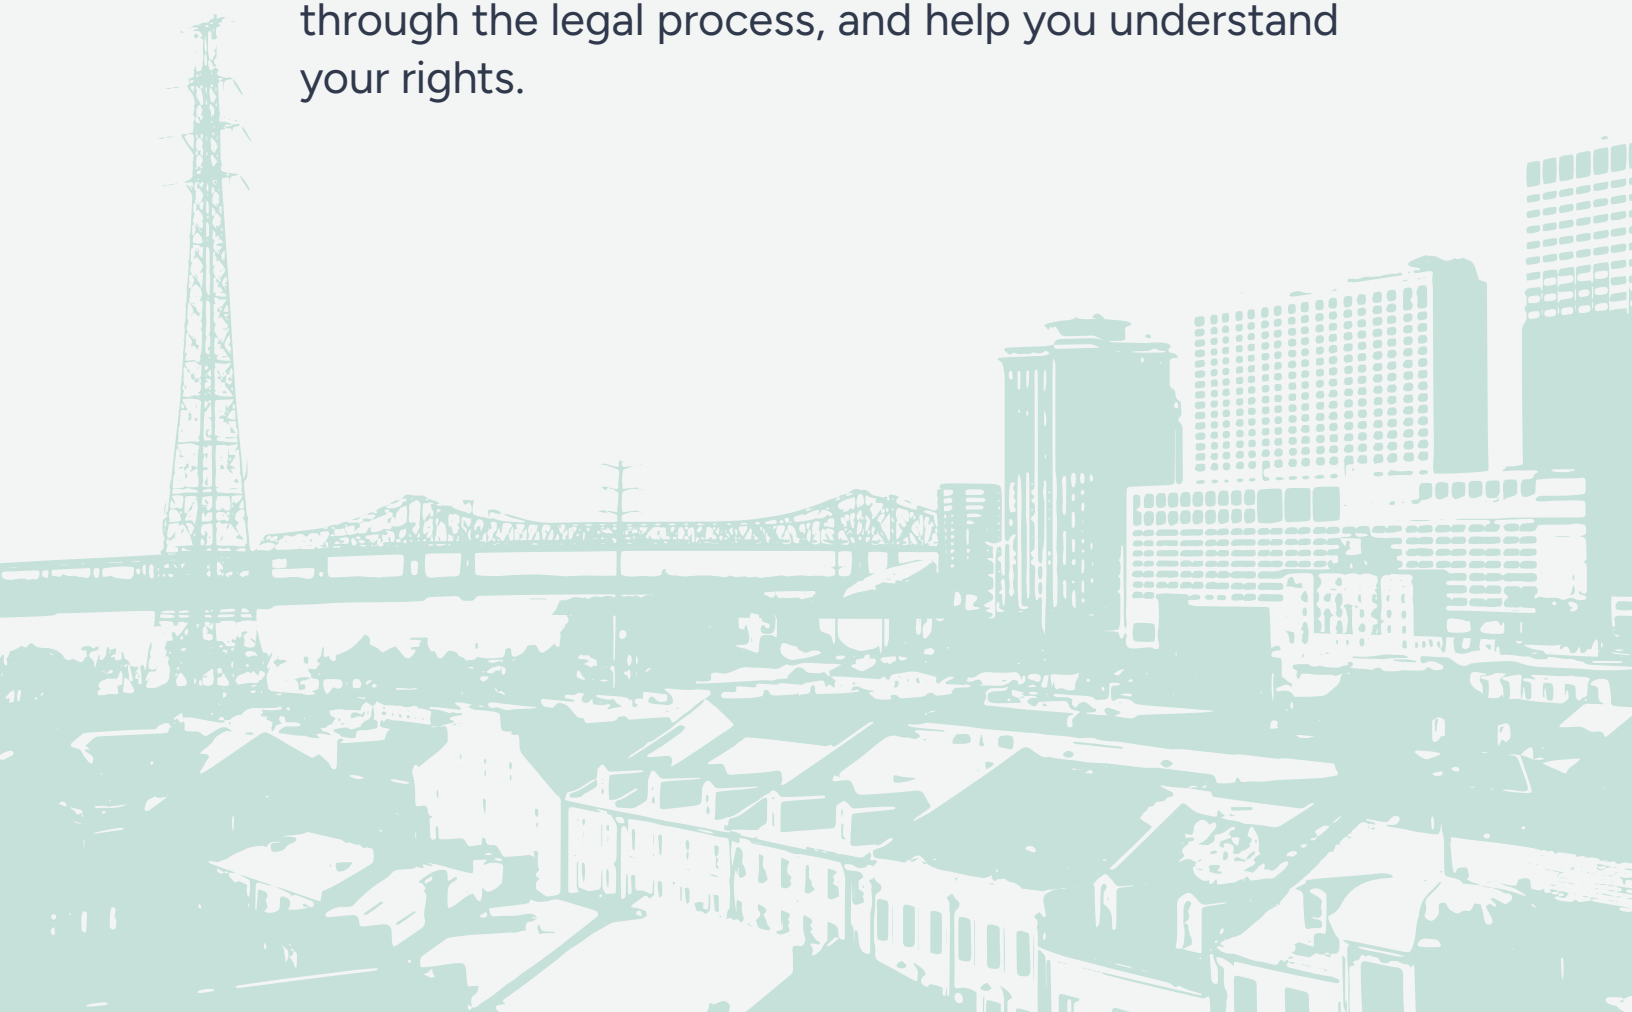 through the legal process, and help you understand
your rights.